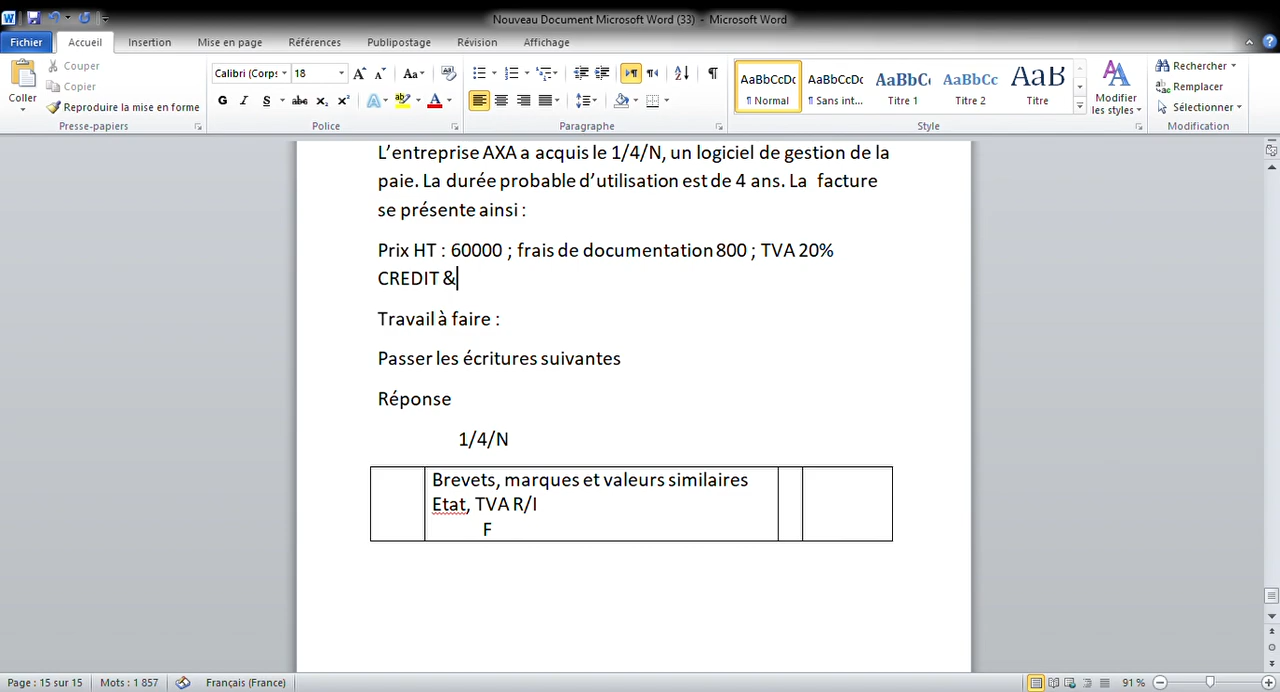 Nouveau Document Microsoft Word (33) - Microsoft Word
Fichier Accueil Insertion Mise en page Références Publipostage Révision Affichage
Coller
Couper
Copier
Reproduire la mise en forme
Presse-papiers
Calibri (Corps 18
G I S abc x₂ x²
Police
Paragraphe
AaBbCcDc AaBbCcDc AaBbC AaBbCc AaB
¶ Normal ¶ Sans int... Titre 1 Titre 2 Titre
Modifier
les styles
Style
Rechercher
Remplacer
Sélectionner
Modification
L’entreprise AXA a acquis le 1/4/N, un logiciel de gestion de la
paie. La durée probable d’utilisation est de 4 ans. La facture
se présente ainsi :
Prix HT : 60000 ; frais de documentation 800 ; TVA 20%
CREDIT &
Travail à faire :
Passer les écritures suivantes
Réponse
1/4/N
Brevets, marques et valeurs similaires
Etat, TVA R/I
F
Page : 15 sur 15 Mots : 1 857 Français (France) 91 %